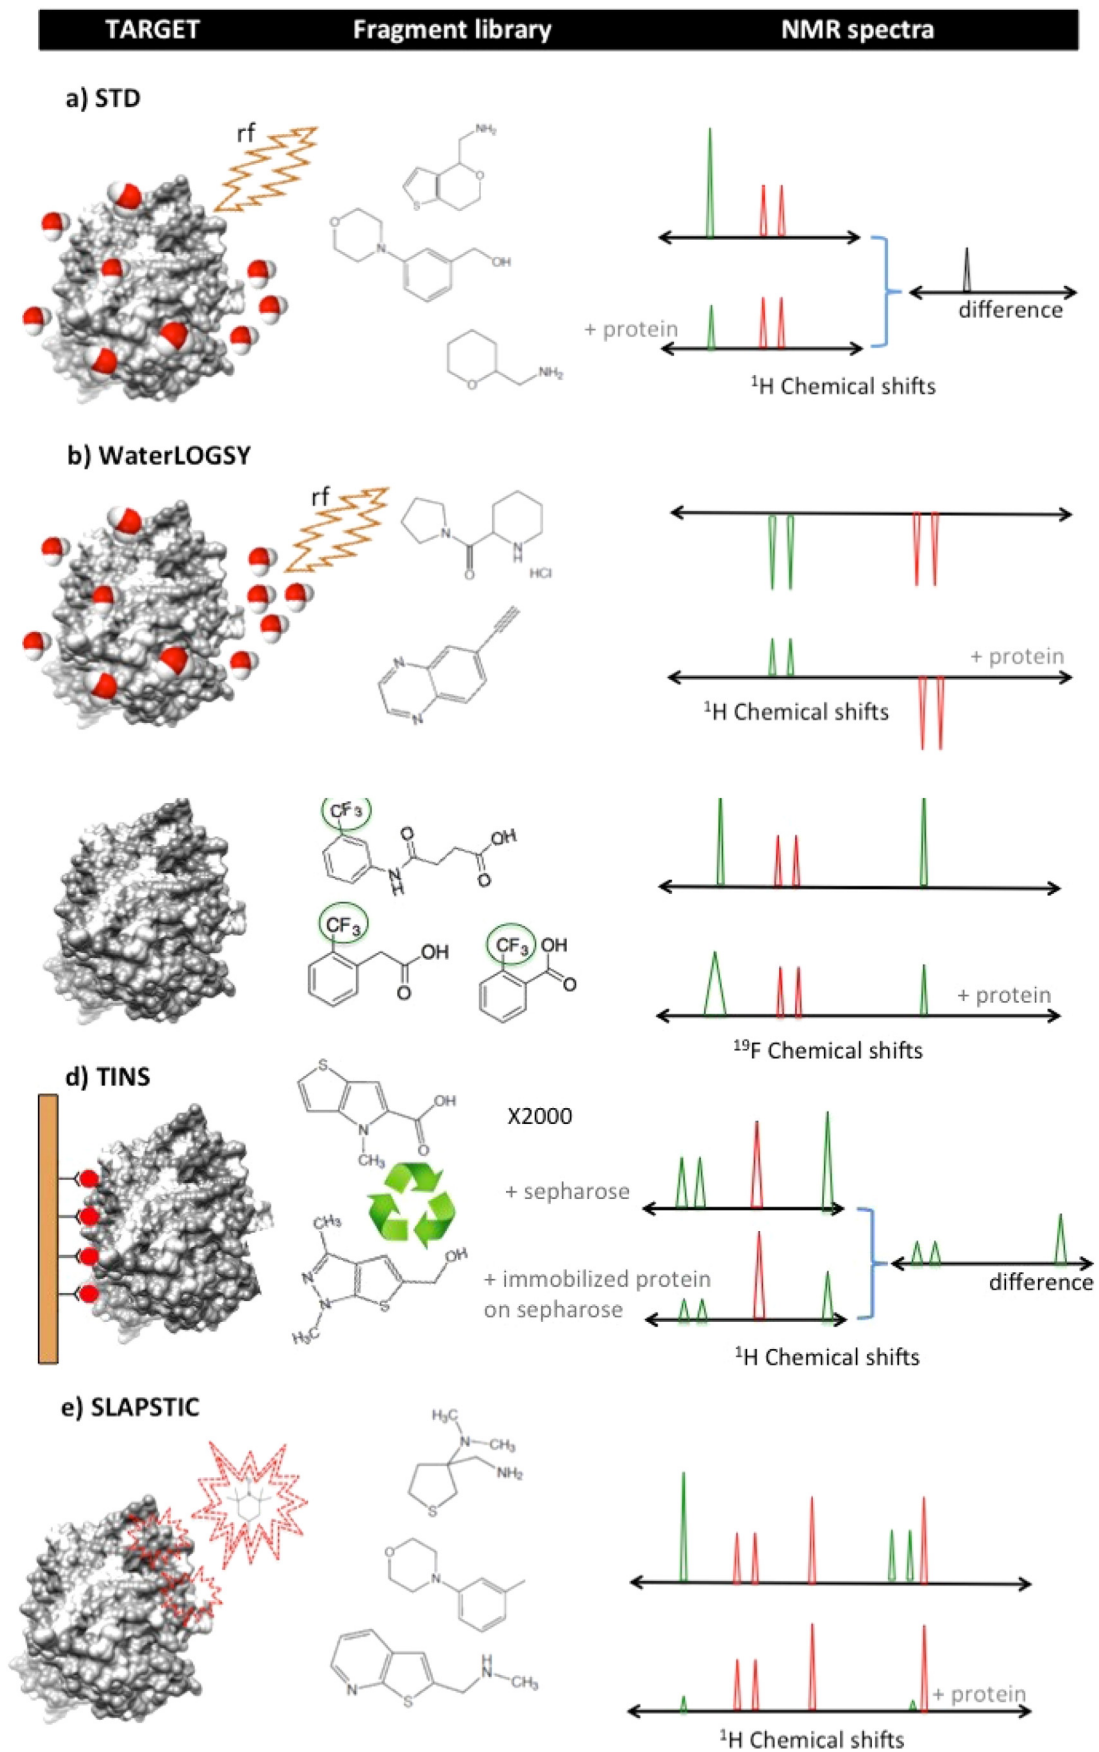 TARGET Fragment library NMR spectra
a) STD
rf
NH₂
O
S
O
N
OH
+ protein
difference
NH₂
O
¹H Chemical shifts
b) WaterLOGSY
rf
N
O
N
H
HCl
N
N
+ protein
¹H Chemical shifts
CF₃
O
OH
N
H
O
CF₃
OH
O
CF₃
OH
O
+ protein
¹⁹F Chemical shifts
d) TINS
S
OH
N
O
CH₃
X2000
+ sepharose
CH₃
N
N
S
OH
H₃C
+ immobilized protein
on sepharose
difference
¹H Chemical shifts
e) SLAPSTIC
H₃C
N
CH₃
NH₂
S
O
N
N
S
H
N
CH₃
+ protein
¹H Chemical shifts